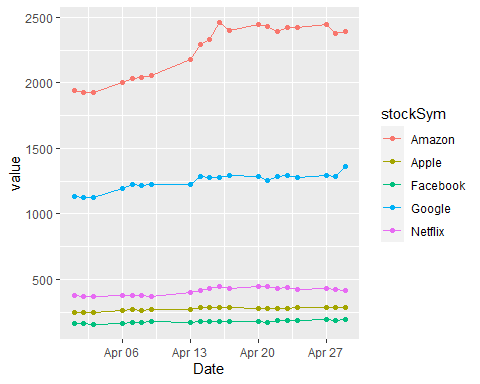 2500
2000
1500
1000
500
value
Apr 06 Apr 13 Apr 20 Apr 27
Date
stockSym
Amazon
Apple
Facebook
Google
Netflix